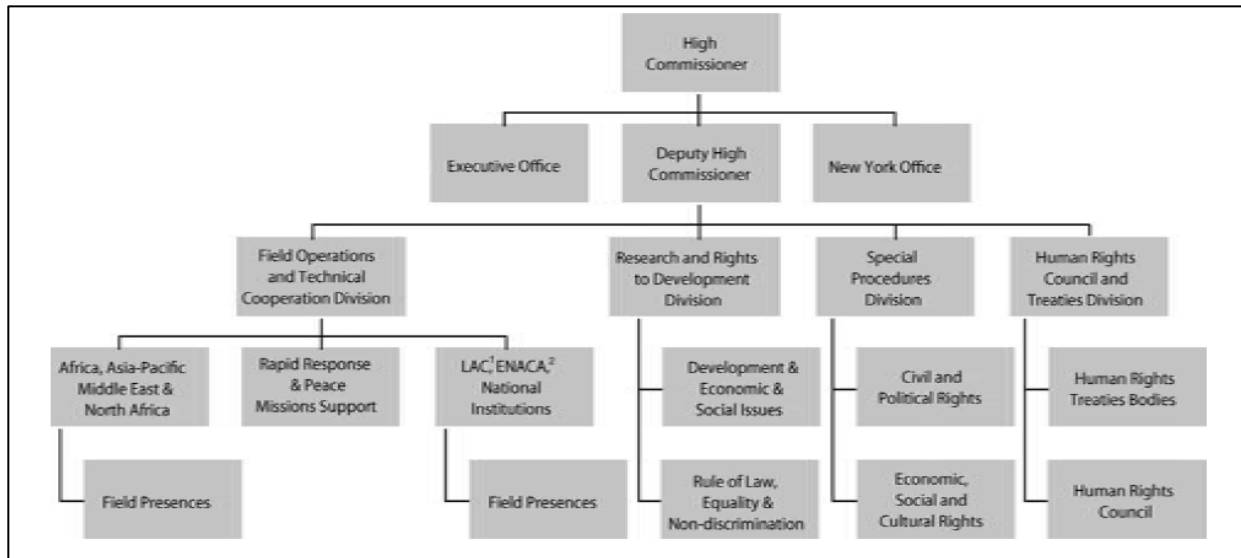 High
Commissioner
Executive Office
Deputy High
Commissioner
New York Office
Field Operations
and Technical
Cooperation Division
Research and Rights
to Development
Division
Special
Procedures
Division
Human Rights
Council and
Treaties Division
Africa, Asia-Pacific
Middle East &
North Africa
Rapid Response
& Peace
Missions Support
LAC,¹ ENACA,²
National
Institutions
Development &
Economic &
Social Issues
Civil and
Political Rights
Human Rights
Treaties Bodies
Field Presences
Field Presences
Rule of Law,
Equality &
Non-discrimination
Economic,
Social and
Cultural Rights
Human Rights
Council